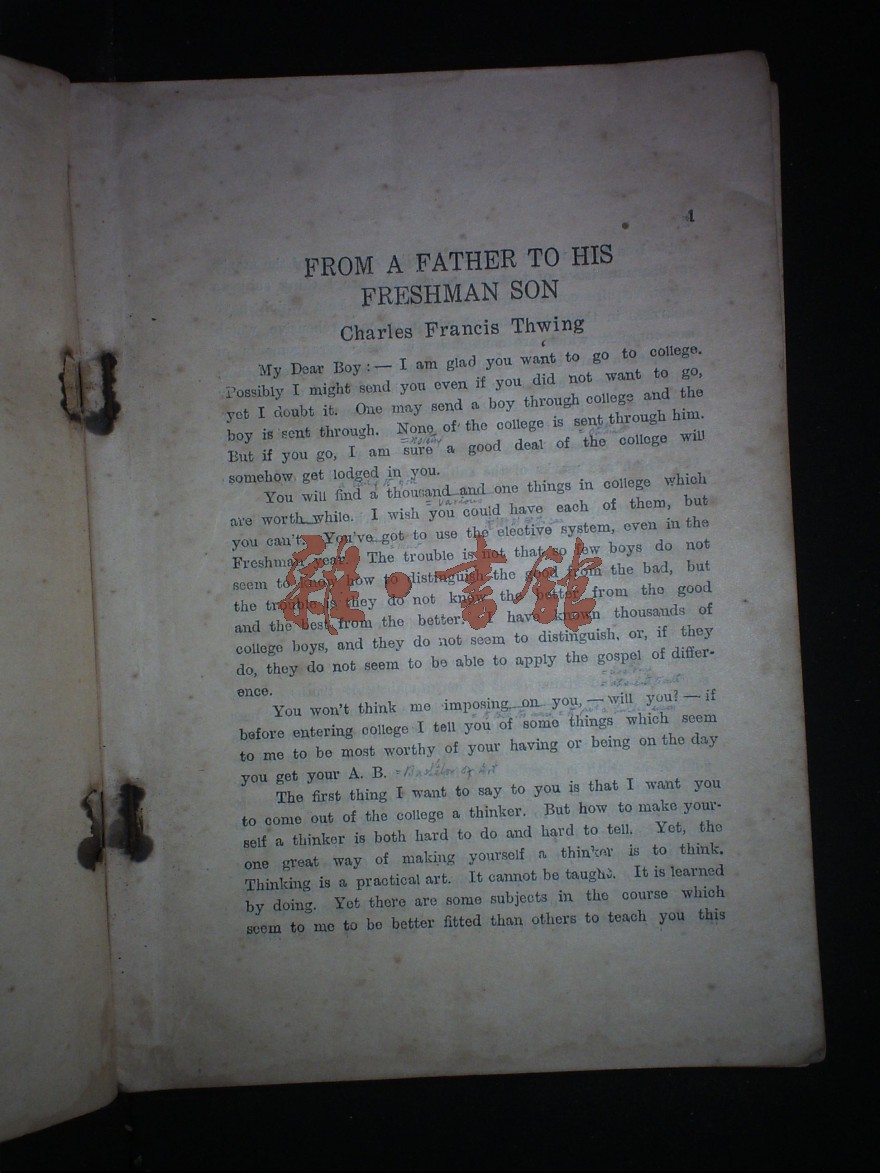 1
FROM A FATHER TO HIS
FRESHMAN SON
Charles Francis Thwing
My Dear Boy : — I am glad you want to go to college.
Possibly I might send you even if you did not want to go,
yet I doubt it. One may send a boy through college and the
boy is sent through. None of the college is sent through him.
=nobody
But if you go, I am sure a good deal of the college will
somehow get lodged in you.
You will find a thousand and one things in college which
= various
are worth while. I wish you could have each of them, but
you can't. You've got to use the elective system, even in the
Freshman year. The trouble is not that so few boys do not
seem to know how to distinguish the good from the bad, but
the trouble is they do not know the better from the good
and the best from the better. I have known thousands of
college boys, and they do not seem to distinguish, or, if they
do, they do not seem to be able to apply the gospel of differ-
ence.
You won't think me imposing on you, — will you? — if
before entering college I tell you of some things which seem
to me to be most worthy of your having or being on the day
you get your A. B. =Bachelor of Art
The first thing I want to say to you is that I want you
to come out of the college a thinker. But how to make your-
self a thinker is both hard to do and hard to tell. Yet, the
one great way of making yourself a thinker is to think.
Thinking is a practical art. It cannot be taught. It is learned
by doing. Yet there are some subjects in the course which
seem to me to be better fitted than others to teach you this
雅·書館